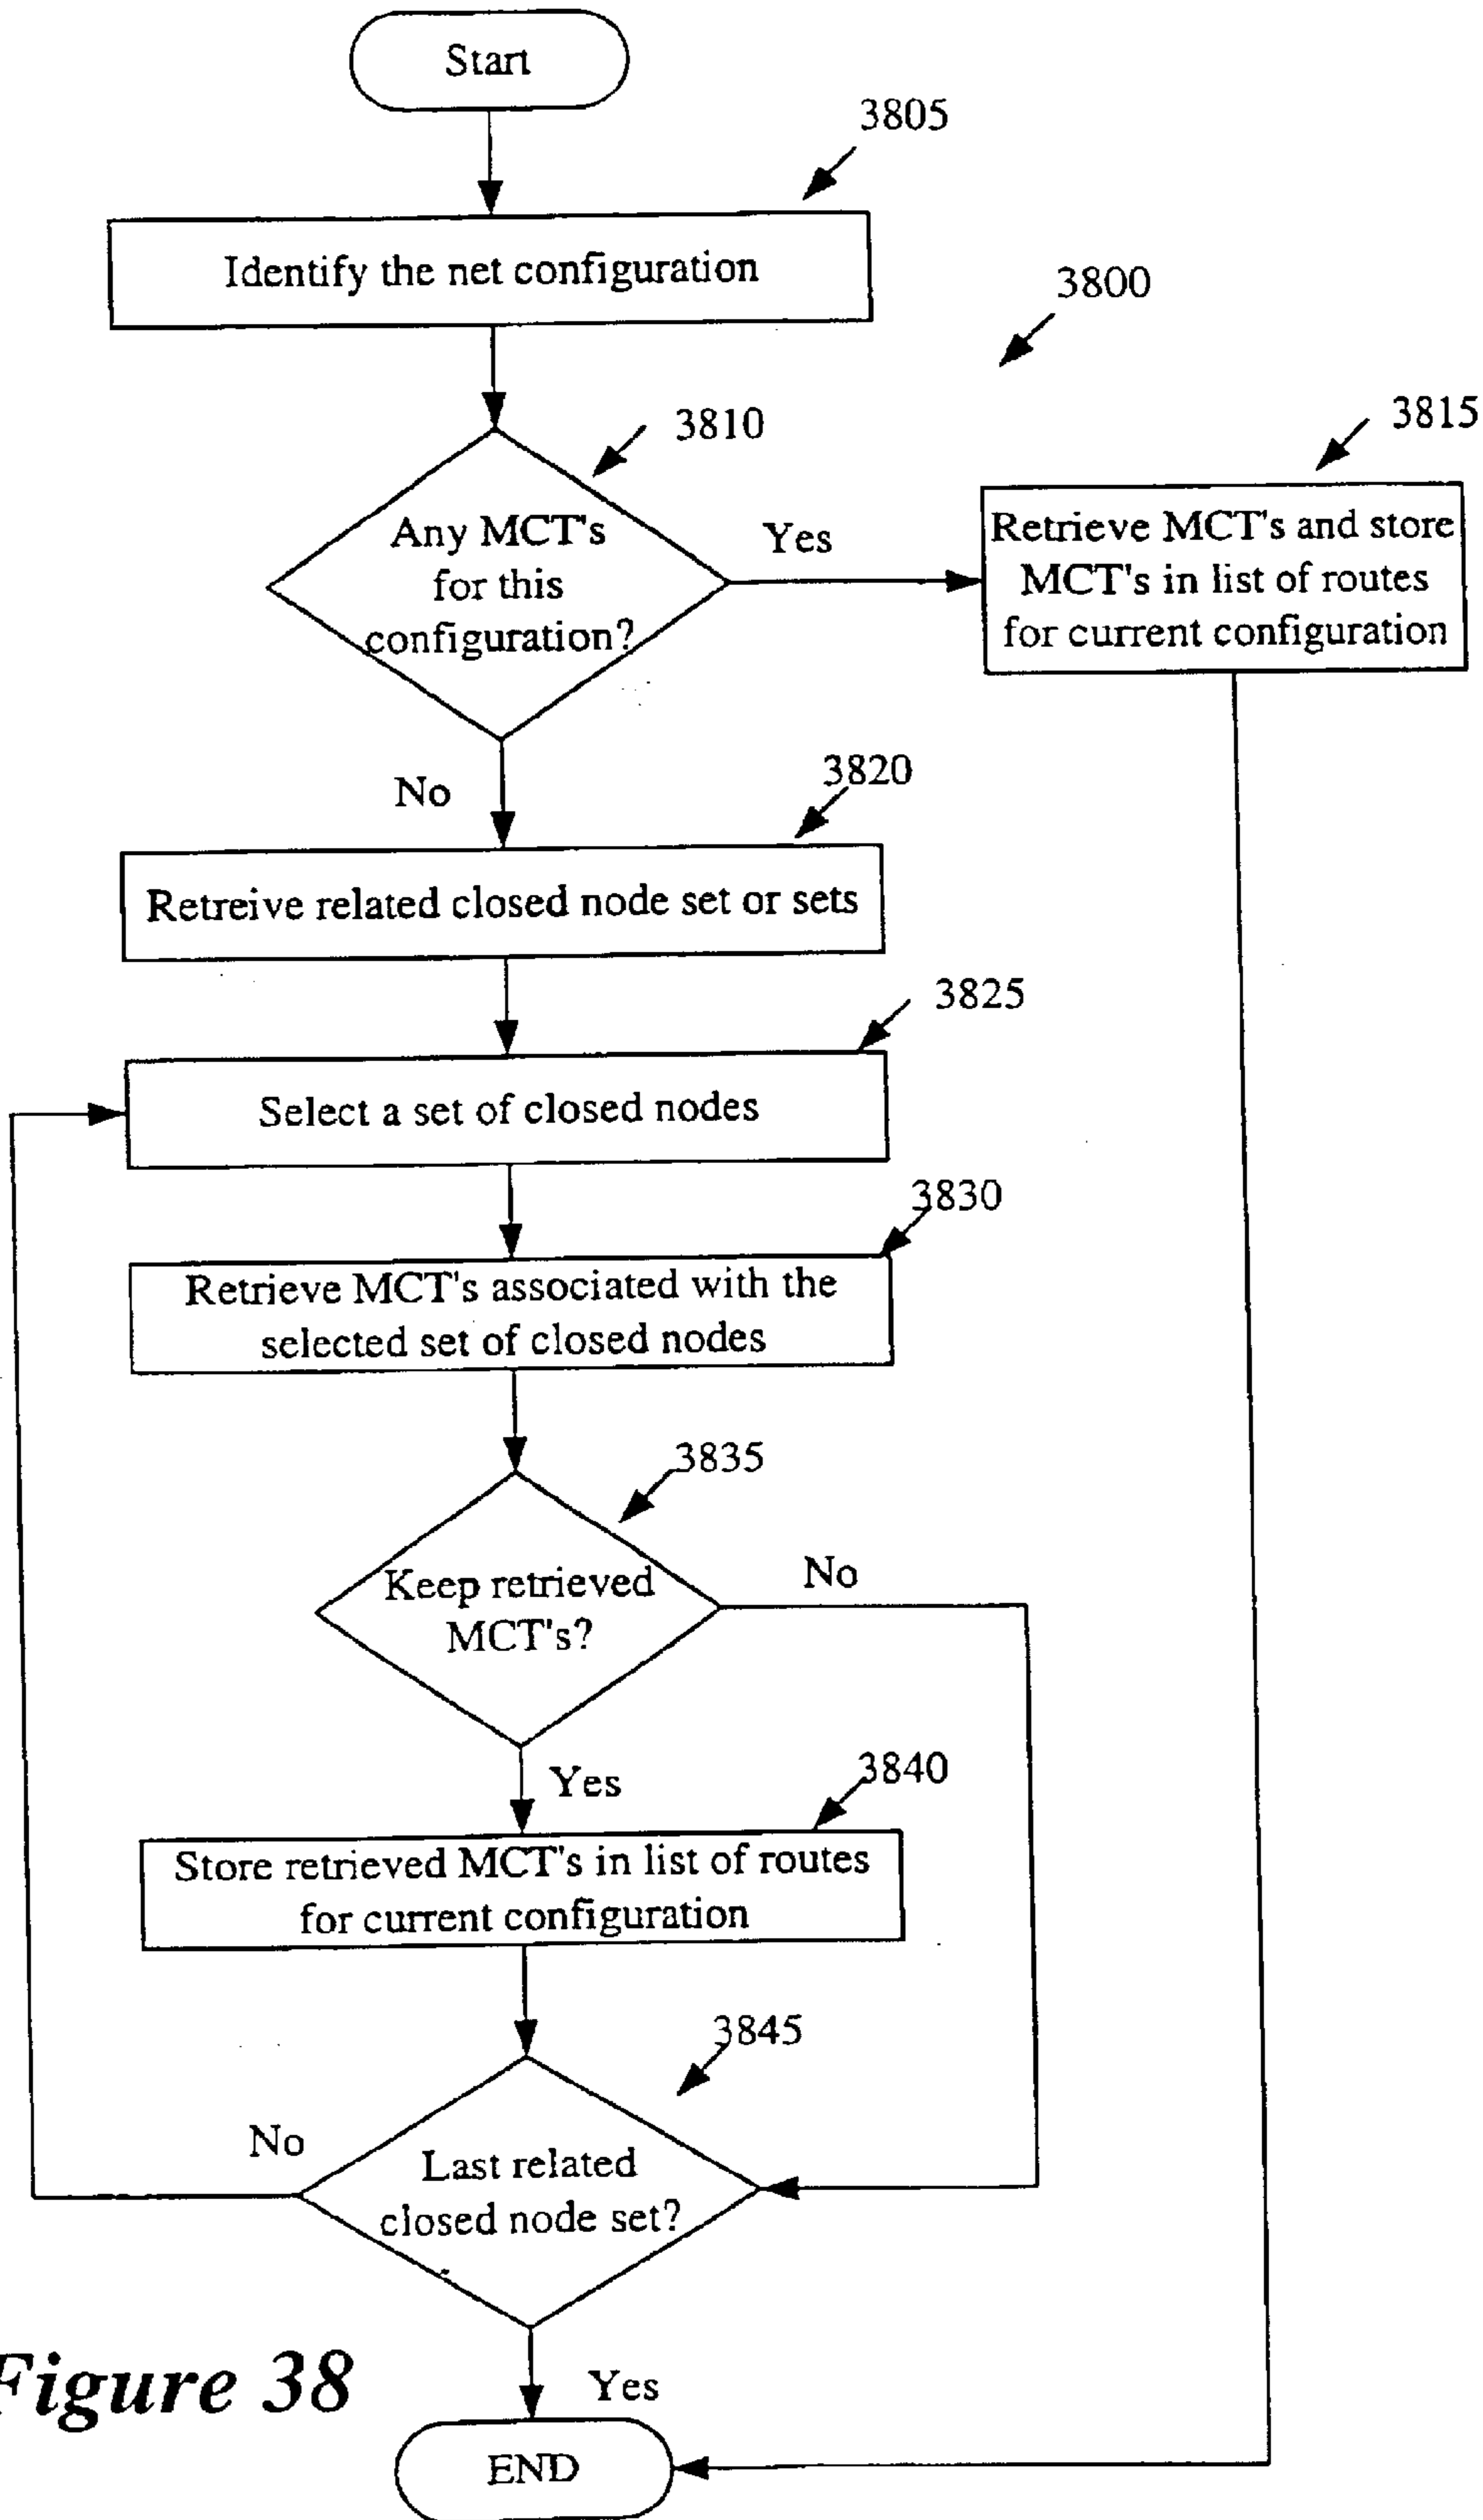 Start
3805
Identify the net configuration
3800
3810
3815
Any MCT's
for this
configuration?
Yes
Retrieve MCT's and store
MCT's in list of routes
for current configuration
No
3820
Retreive related closed node set or sets
3825
Select a set of closed nodes
3830
Retrieve MCT's associated with the
selected set of closed nodes
3835
Keep retrieved
MCT's?
No
Yes
3840
Store retrieved MCT's in list of routes
for current configuration
3845
No
Last related
closed node set?
Yes
Figure 38
END